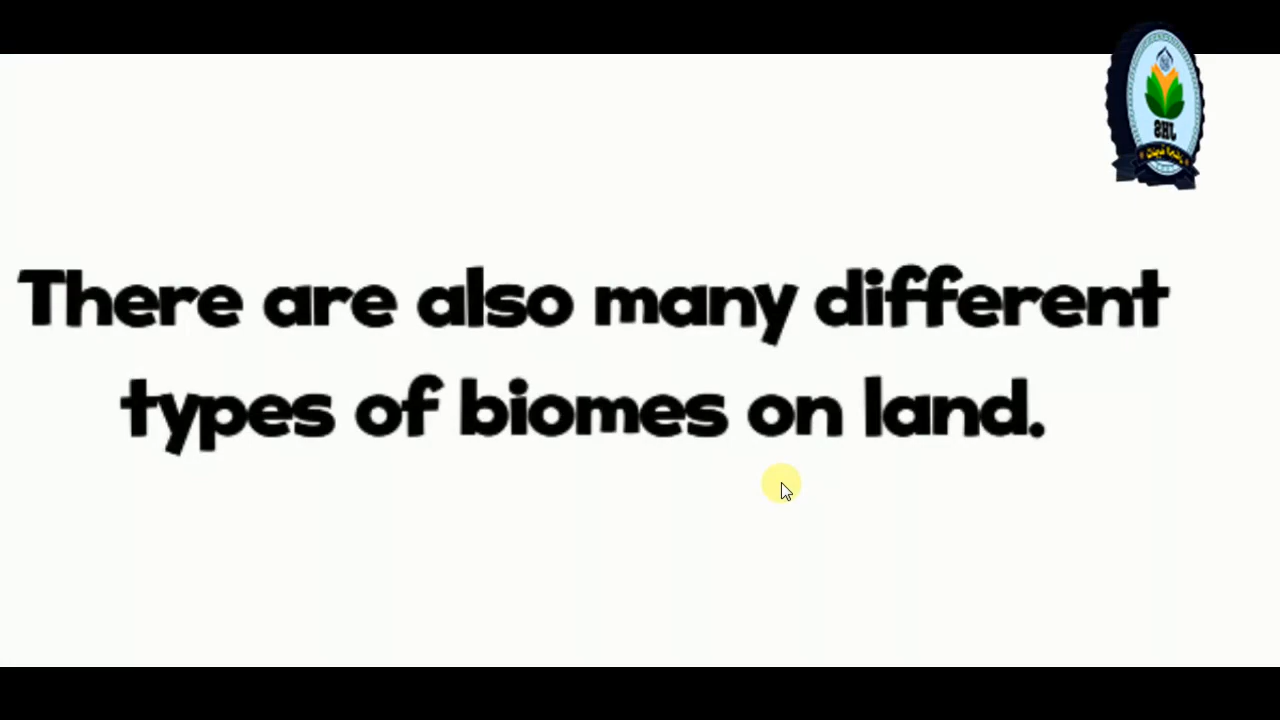 There are also many different
types of biomes on land.